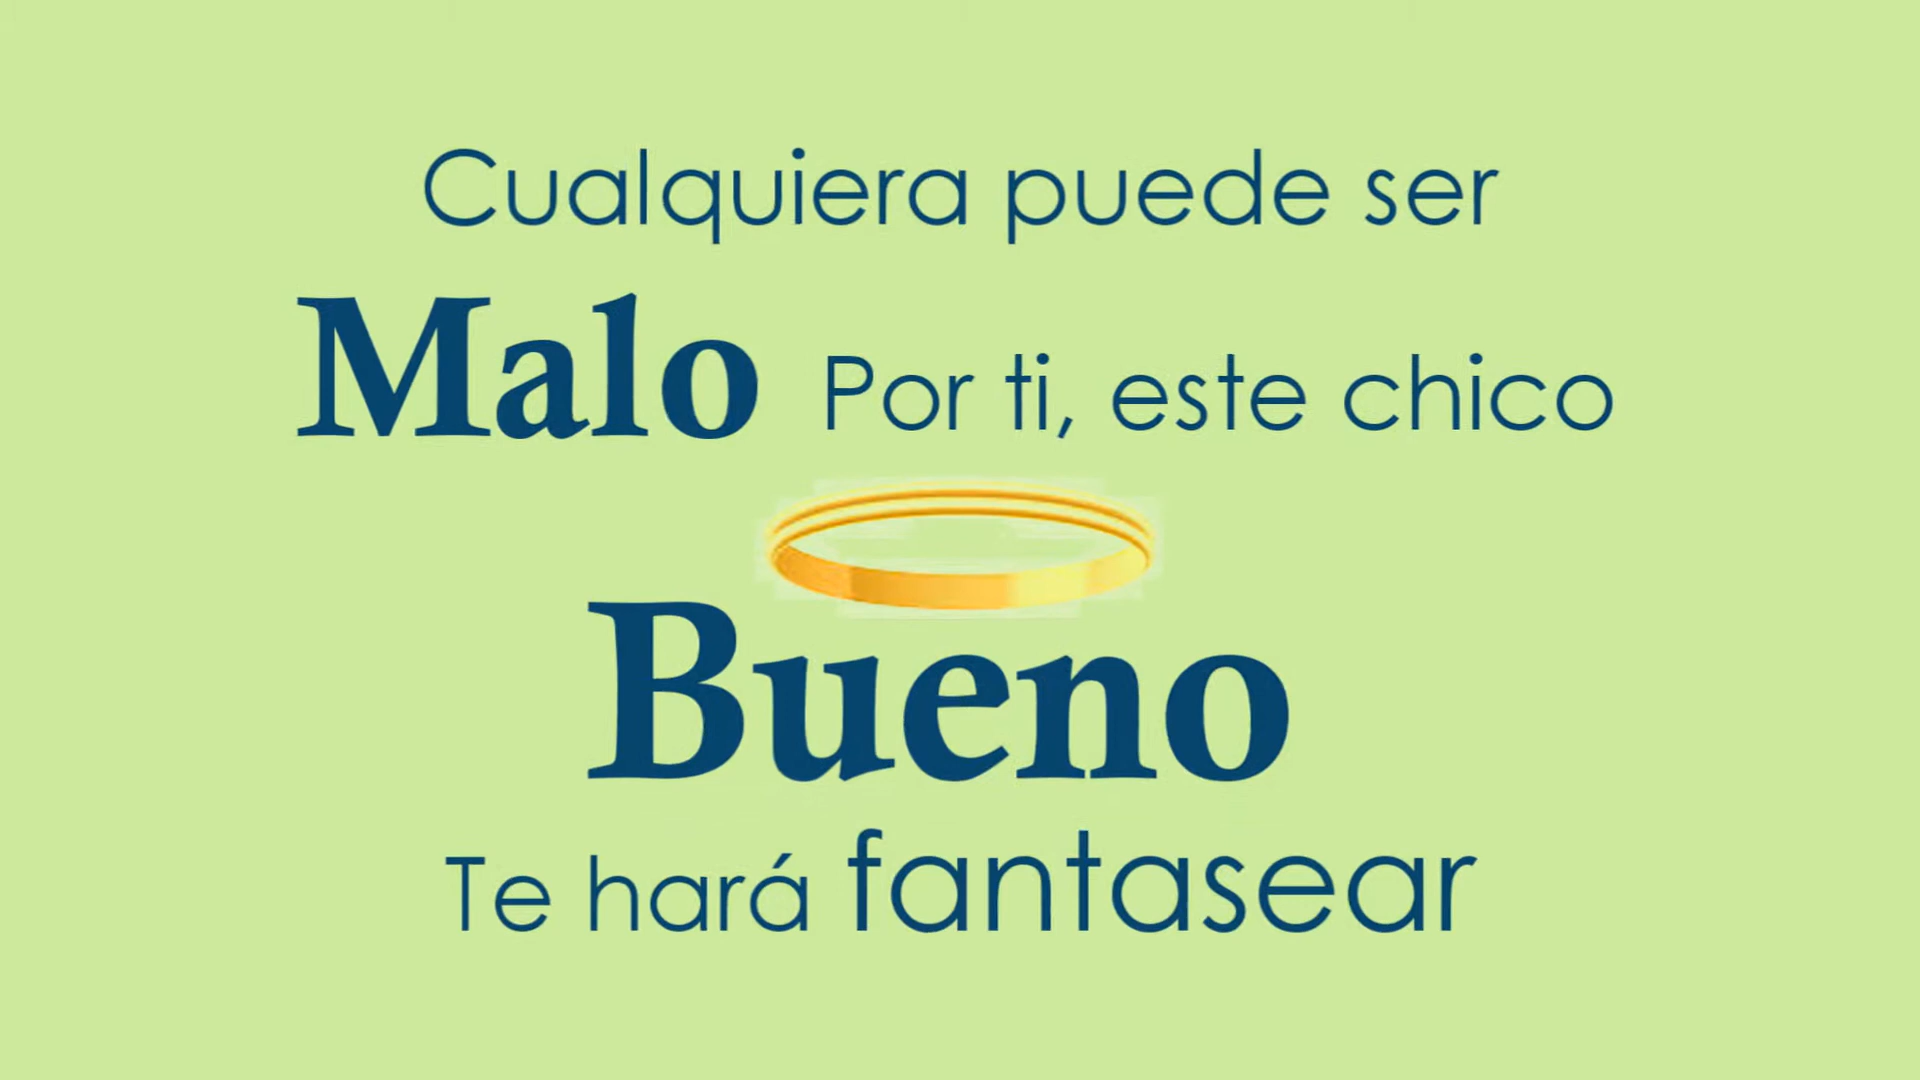 Cualquiera puede ser
Malo Por ti, este chico
Bueno
Te hará fantasear